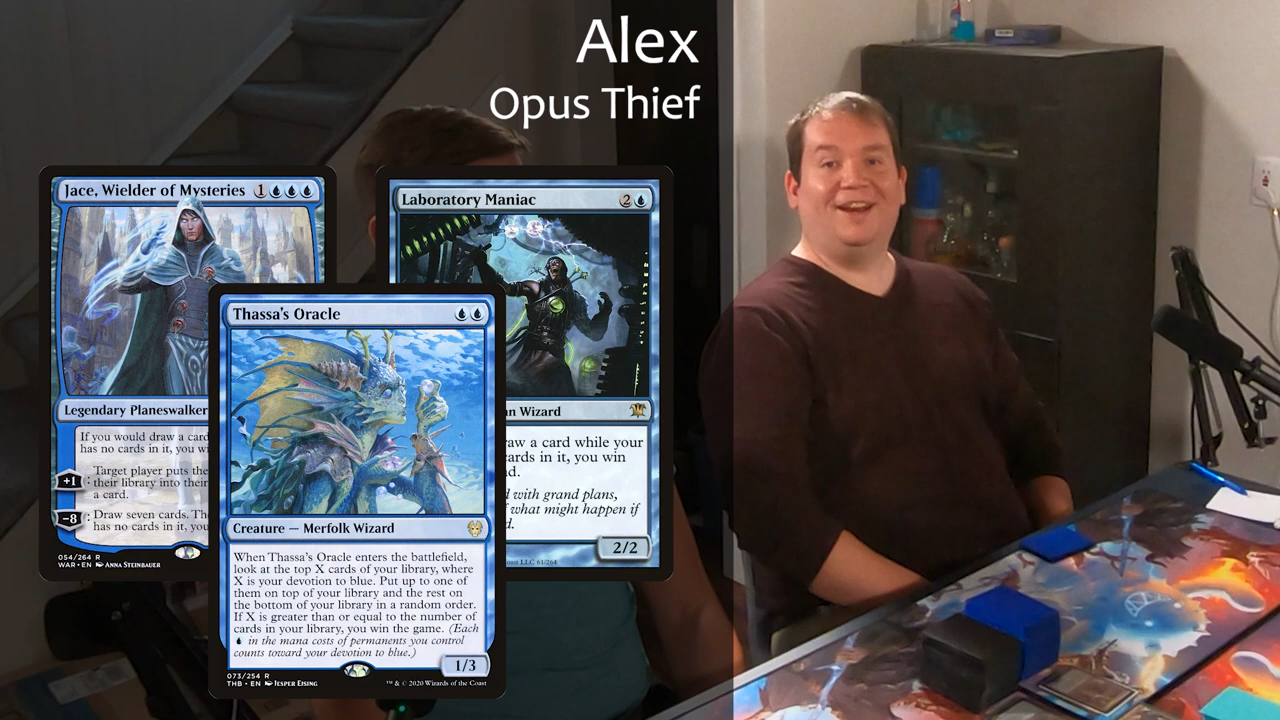 Alex
Opus Thief
Jace, Wielder of Mysteries 1
Legendary Planeswalker
If you would draw a card
has no cards in it, you wi
+1: Target player puts the
their library into their
a card.
-8: Draw seven cards. The
has no cards in it, you
054/264 R
WAR • EN Anna Steinbauer
Laboratory Maniac 2
an Wizard
raw a card while your
cards in it, you win
d.
d with grand plans,
f what might happen if
d.
2/2
oast LLC 61/264
Thassa's Oracle
Creature — Merfolk Wizard
When Thassa's Oracle enters the battlefield,
look at the top X cards of your library, where
X is your devotion to blue. Put up to one of
them on top of your library and the rest on
the bottom of your library in a random order.
If X is greater than or equal to the number of
cards in your library, you win the game. (Each
in the mana costs of permanents you control
counts toward your devotion to blue.)
1/3
073/254 R
THB • EN Jesper Eising
™ & © 2020 Wizards of the Coast